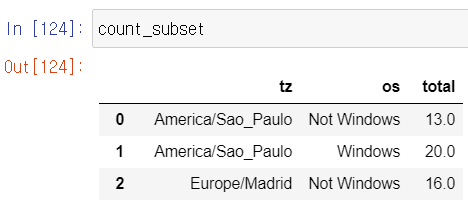 In [124]: count_subset
Out[124]:
tz os total
0 America/Sao_Paulo Not Windows 13.0
1 America/Sao_Paulo Windows 20.0
2 Europe/Madrid Not Windows 16.0